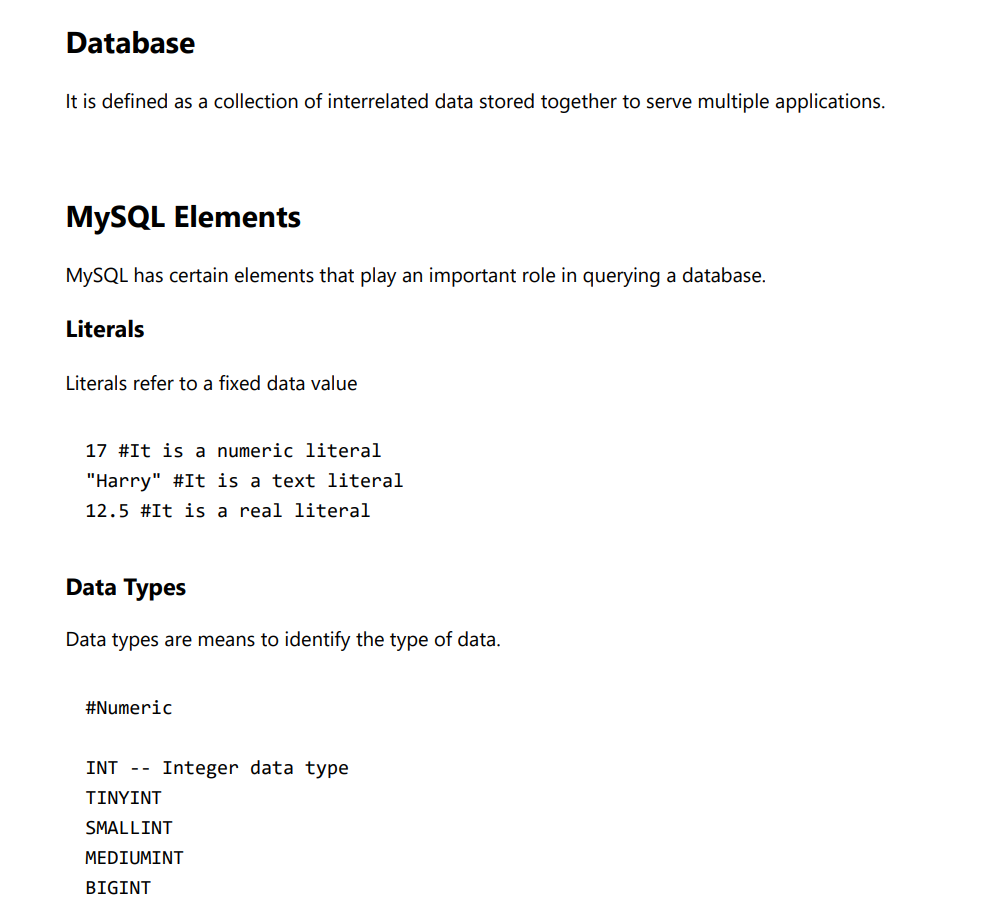 Database
It is defined as a collection of interrelated data stored together to serve multiple applications.
MySQL Elements
MySQL has certain elements that play an important role in querying a database.
Literals
Literals refer to a fixed data value
17 #It is a numeric literal
"Harry" #It is a text literal
12.5 #It is a real literal
Data Types
Data types are means to identify the type of data.
#Numeric
INT -- Integer data type
TINYINT
SMALLINT
MEDIUMINT
BIGINT